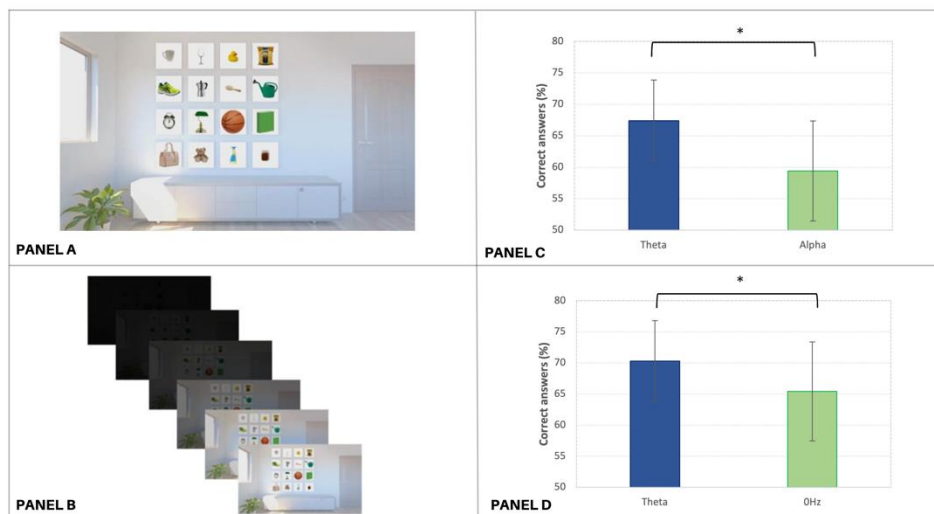 PANEL A
*
80
75
70
65
60
55
50
Correct answers (%)
Theta
Alpha
PANEL C
PANEL B
*
80
75
70
65
60
55
50
Correct answers (%)
Theta
0Hz
PANEL D